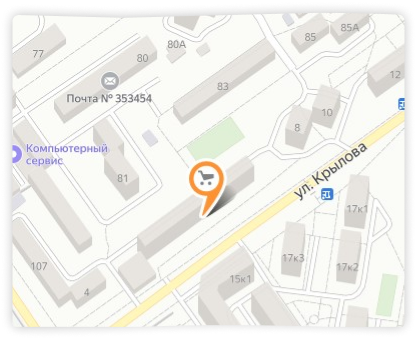 85А
85
80А
77
80
12
83
Почта № 353454
10
8
Компьютерный
сервис
ул. Крылова
81
17к1
107
17к3
17к2
4
15к1